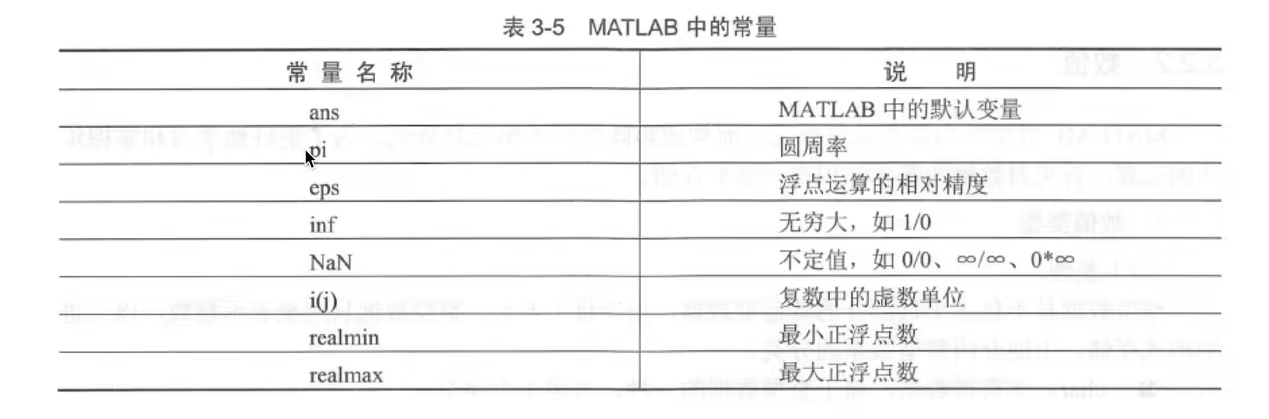 表 3-5 MATLAB 中的常量
常 量 名 称 说 明
ans MATLAB 中的默认变量
pi 圆周率
eps 浮点运算的相对精度
inf 无穷大，如 1/0
NaN 不定值，如 0/0、∞/∞、0*∞
i(j) 复数中的虚数单位
realmin 最小正浮点数
realmax 最大正浮点数